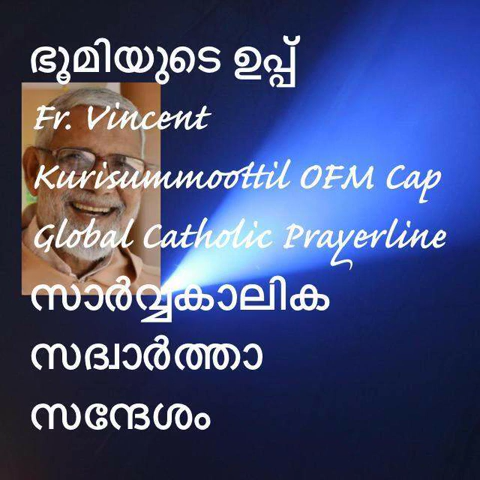 ഭൂമിയുടെ ഉപ്പ്
Fr. Vincent
Kurisummoottil OFM Cap
Global Catholic Prayerline
സാർവ്വകാലിക
സദ്വാർത്താ
സന്ദേശം